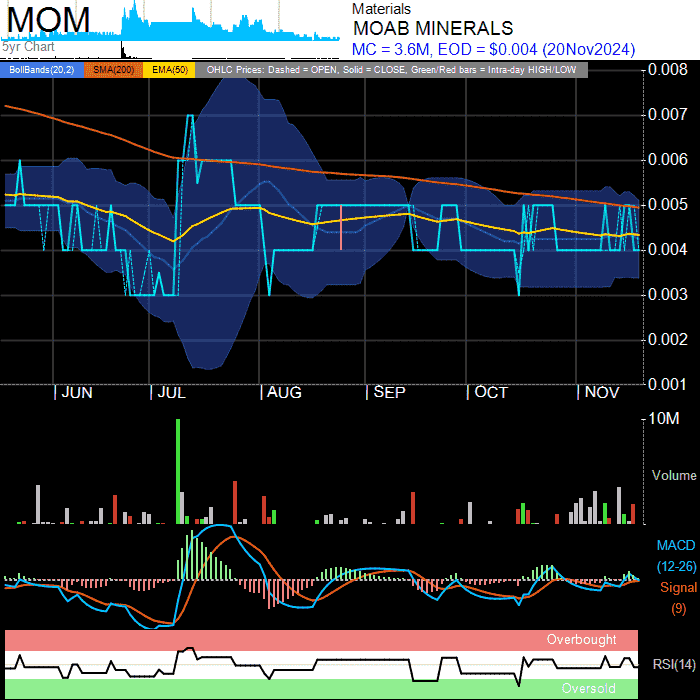 MOM
5yr Chart
Materials
MOAB MINERALS
MC = 3.6M, EOD = $0.004 (20Nov2024)
BollBands(20,2) SMA(200) EMA(50) OHLC Prices: Dashed = OPEN, Solid = CLOSE, Green/Red bars = Intra-day HIGH/LOW
0.008
0.007
0.006
0.005
0.004
0.003
0.002
0.001
| JUN | JUL | AUG | SEP | OCT | NOV
10M
Volume
MACD
(12-26)
Signal
(9)
Overbought
RSI(14)
Oversold